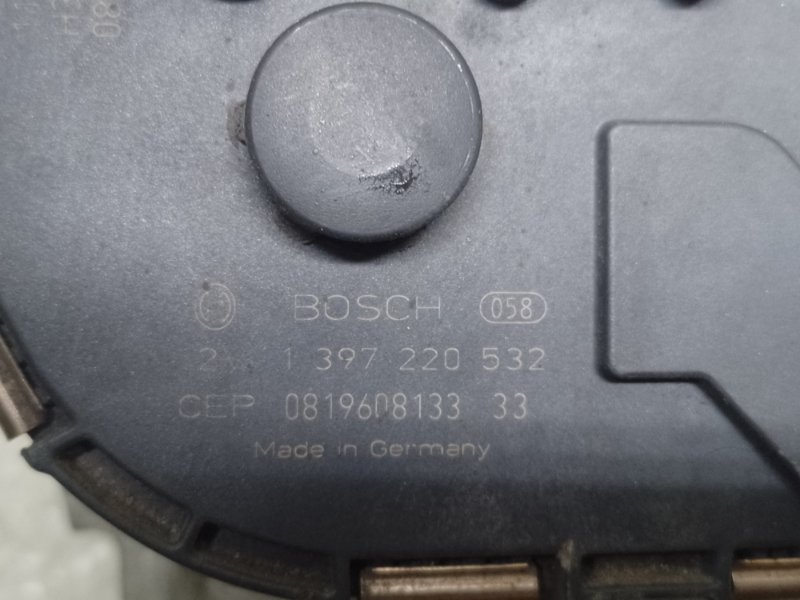 BOSCH 058
1 397 220 532
CEP 0819608133 33
Made in Germany